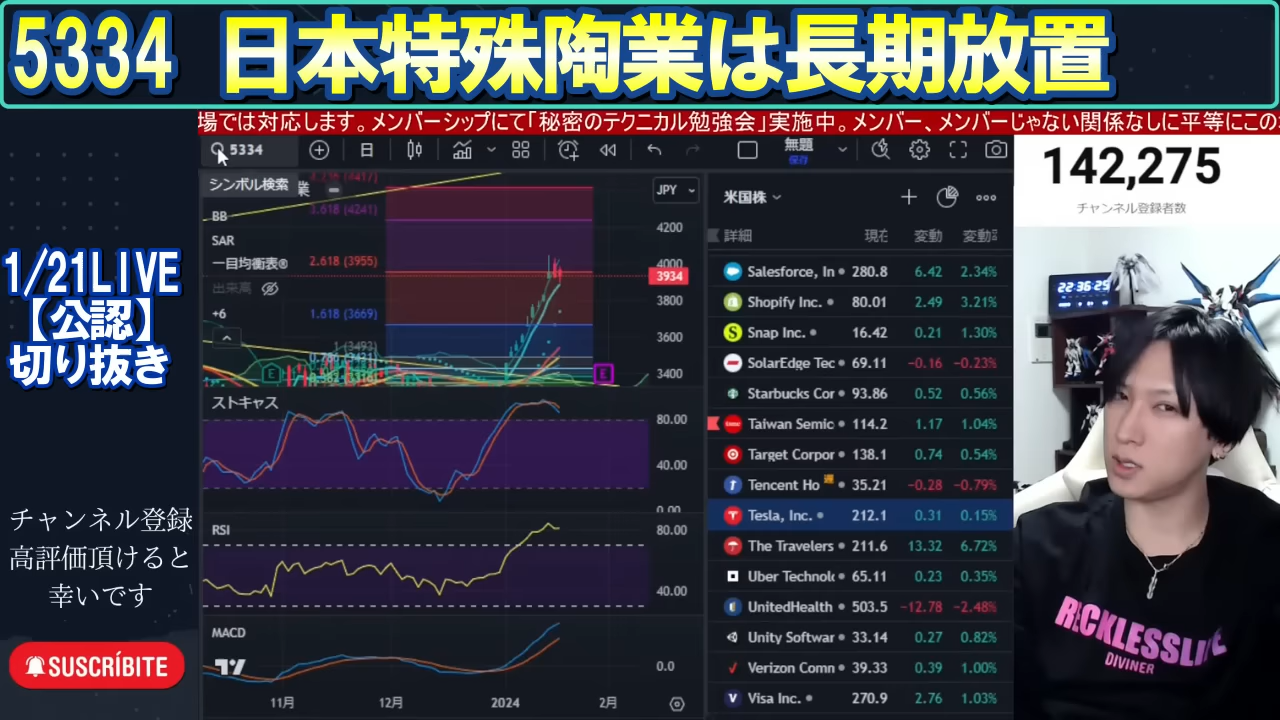 5334 日本特殊陶業は長期放置
場では対応します。メンバーシップにて「秘密のテクニカル勉強会」実施中。メンバー、メンバーじゃない関係なしに平等にこの
5334
日
無題
保存
142,275
チャンネル登録者数
シンボル検索
業
JPY
米国株
4.236 (4417)
3.618 (4241)
2.618 (3955)
1.618 (3669)
1 (3493)
BB
SAR
一目均衡表
出来高
+6
4200
4000
3934
3800
3600
3400
E
E
詳細 現在 変動 変動
Salesforce, In 280.8 6.42 2.34%
Shopify Inc. 80.01 2.49 3.21%
Snap Inc. 16.42 0.21 1.30%
SolarEdge Tec 69.11 −0.16 −0.23%
Starbucks Cor 93.86 0.52 0.56%
Taiwan Semic 114.2 1.17 1.04%
Target Corpor 138.1 0.74 0.54%
Tencent Ho 35.21 −0.28 −0.79%
Tesla, Inc. 212.1 0.31 0.15%
The Travelers 211.6 13.32 6.72%
Uber Technol 65.11 0.23 0.35%
UnitedHealth 503.5 −12.78 −2.48%
Unity Softwar 33.14 0.27 0.82%
Verizon Comm 39.33 0.39 1.00%
Visa Inc. 270.9 2.76 1.03%
22:36:29
1/21LIVE
【公認】
切り抜き
ストキャス
80.00
40.00
0.00
RSI
80.00
40.00
MACD
0.0
11月 12月 2024 2月
チャンネル登録
高評価頂けると
幸いです
SUSCRÍBITE
RECKLESSLIFE
DIVINER